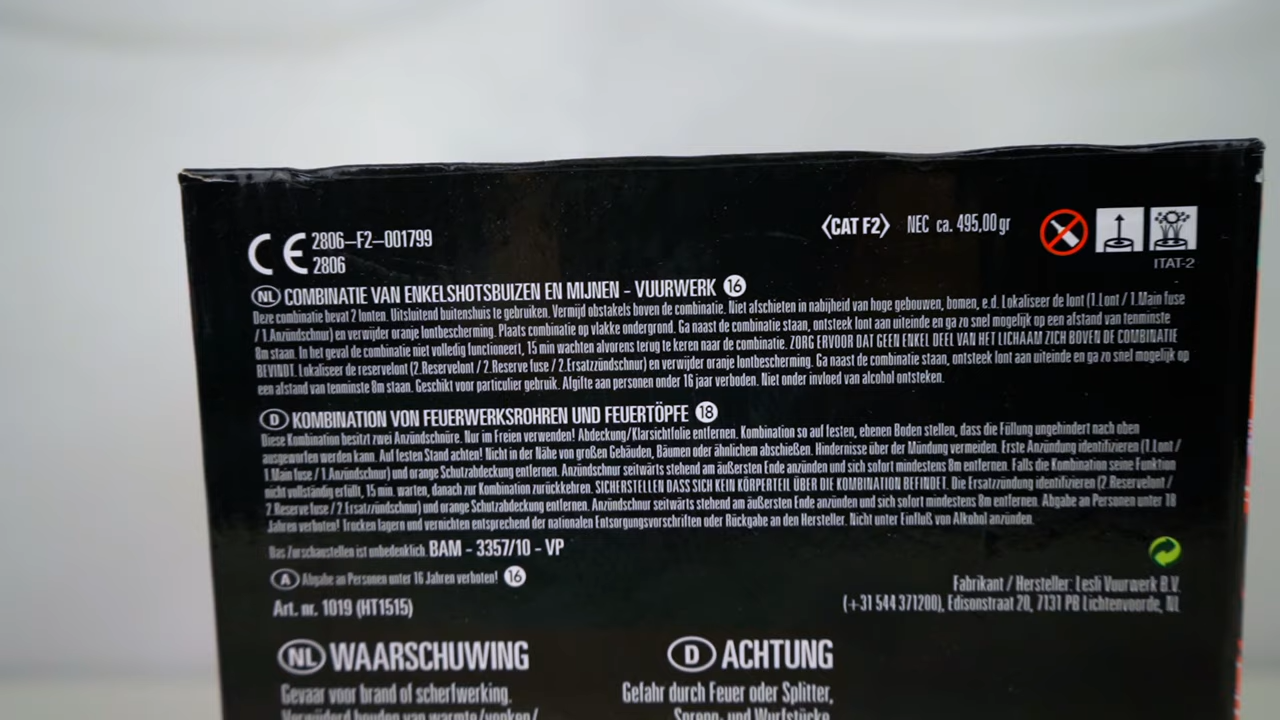 CE 2806-F2-001799
2806
CAT F2 NEC ca. 495,00 gr
ITAT-2
NL COMBINATIE VAN ENKELSHOTSBUIZEN EN MIJNEN - VUURWERK 16
Deze combinatie bevat 2 lonten. Uitsluitend buitenshuis te gebruiken. Vermijd obstakels boven de combinatie. Niet afschieten in nabijheid van hoge gebouwen, bomen, e.d. Lokaliseer de lont (1.Lont / 1.Main fuse
/ 1.Anzündschnur) en verwijder oranje lontbescherming. Plaats combinatie op vlakke ondergrond. Ga naast de combinatie staan, ontsteek lont aan uiteinde en ga zo snel mogelijk op een afstand van tenminste
8m staan. In het geval de combinatie niet volledig functioneert, 15 min wachten alvorens terug te keren naar de combinatie. ZORG ERVOOR DAT GEEN ENKEL DEEL VAN HET LICHAAM ZICH BOVEN DE COMBINATIE
BEVINDT. Lokaliseer de reservelont (2.Reservelont / 2.Reserve fuse / 2.Ersatzzündschnur) en verwijder oranje lontbescherming. Ga naast de combinatie staan, ontsteek lont aan uiteinde en ga zo snel mogelijk op
een afstand van tenminste 8m staan. Geschikt voor particulier gebruik. Afgifte aan personen onder 16 jaar verboden. Niet onder invloed van alcohol ontsteken.
D KOMBINATION VON FEUERWERKSROHREN UND FEUERTÖPFE 18
Diese Kombination besitzt zwei Anzündschnüre. Nur im Freien verwenden! Abdeckung/Klarsichtfolie entfernen. Kombination so auf festen, ebenen Boden stellen, dass die Füllung ungehindert nach oben
ausgeworfen werden kann. Auf festen Stand achten! Nicht in der Nähe von großen Gebäuden, Bäumen oder ähnlichem abschießen. Hindernisse über der Mündung vermeiden. Erste Anzündung identifizieren (1.Lont /
1.Main fuse / 1.Anzündschnur) und orange Schutzabdeckung entfernen. Anzündschnur seitwärts stehend am äußersten Ende anzünden und sich sofort mindestens 8m entfernen. Falls die Kombination seine Funktion
nicht vollständig erfüllt, 15 min. warten, danach zur Kombination zurückkehren. SICHERSTELLEN DASS SICH KEIN KÖRPERTEIL ÜBER DIE KOMBINATION BEFINDET. Die Ersatzzündung identifizieren (2.Reservelont /
2.Reserve fuse / 2.Ersatzzündschnur) und orange Schutzabdeckung entfernen. Anzündschnur seitwärts stehend am äußersten Ende anzünden und sich sofort mindestens 8m entfernen. Abgabe an Personen unter 18
Jahren verboten! Trocken lagern und vernichten entsprechend der nationalen Entsorgungsvorschriften oder Rückgabe an den Hersteller. Nicht unter Einfluß von Alkohol anzünden.
Das Zurschaustellen ist unbedenklich. BAM - 3357/10 - VP
A Abgabe an Personen unter 16 Jahren verboten! 16
Art. nr. 1019 (HT1515)
Fabrikant / Hersteller: Lesli Vuurwerk B.V.
(+31 544 371200), Edisonstraat 20, 7131 PB Lichtenvoorde, NL
NL WAARSCHUWING
Gevaar voor brand of scherfwerking.
Verwijderd houden van warmte/vonken/
D ACHTUNG
Gefahr durch Feuer oder Splitter,
Spreng- und Wurfstücke.